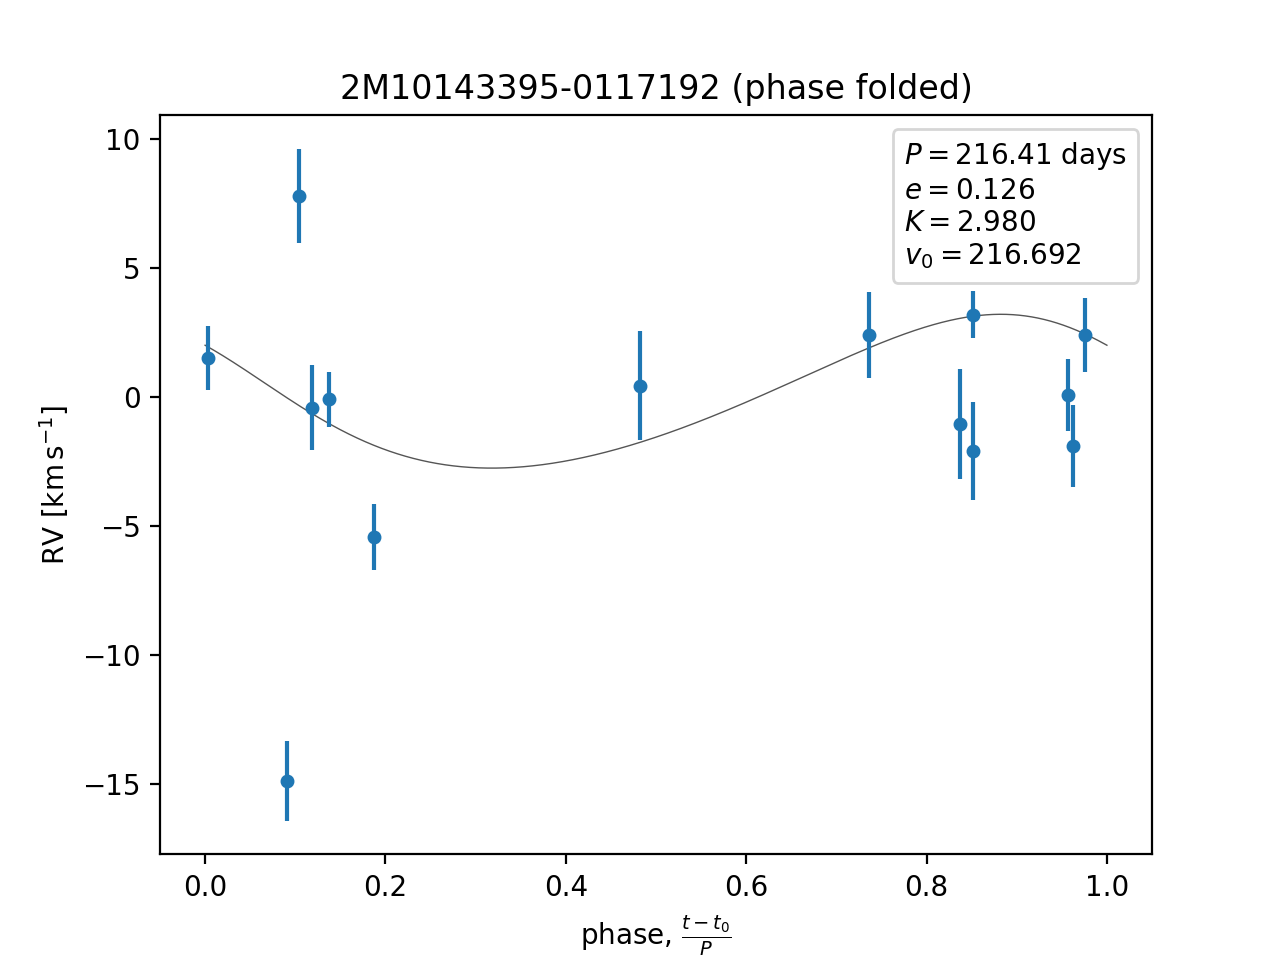 2M10143395-0117192 (phase folded)
P = 216.41 days
e = 0.126
K = 2.980
v₀ = 216.692
10
5
0
−5
−10
−15
RV [km s⁻¹]
0.0 0.2 0.4 0.6 0.8 1.0
phase, (t − t₀)/P